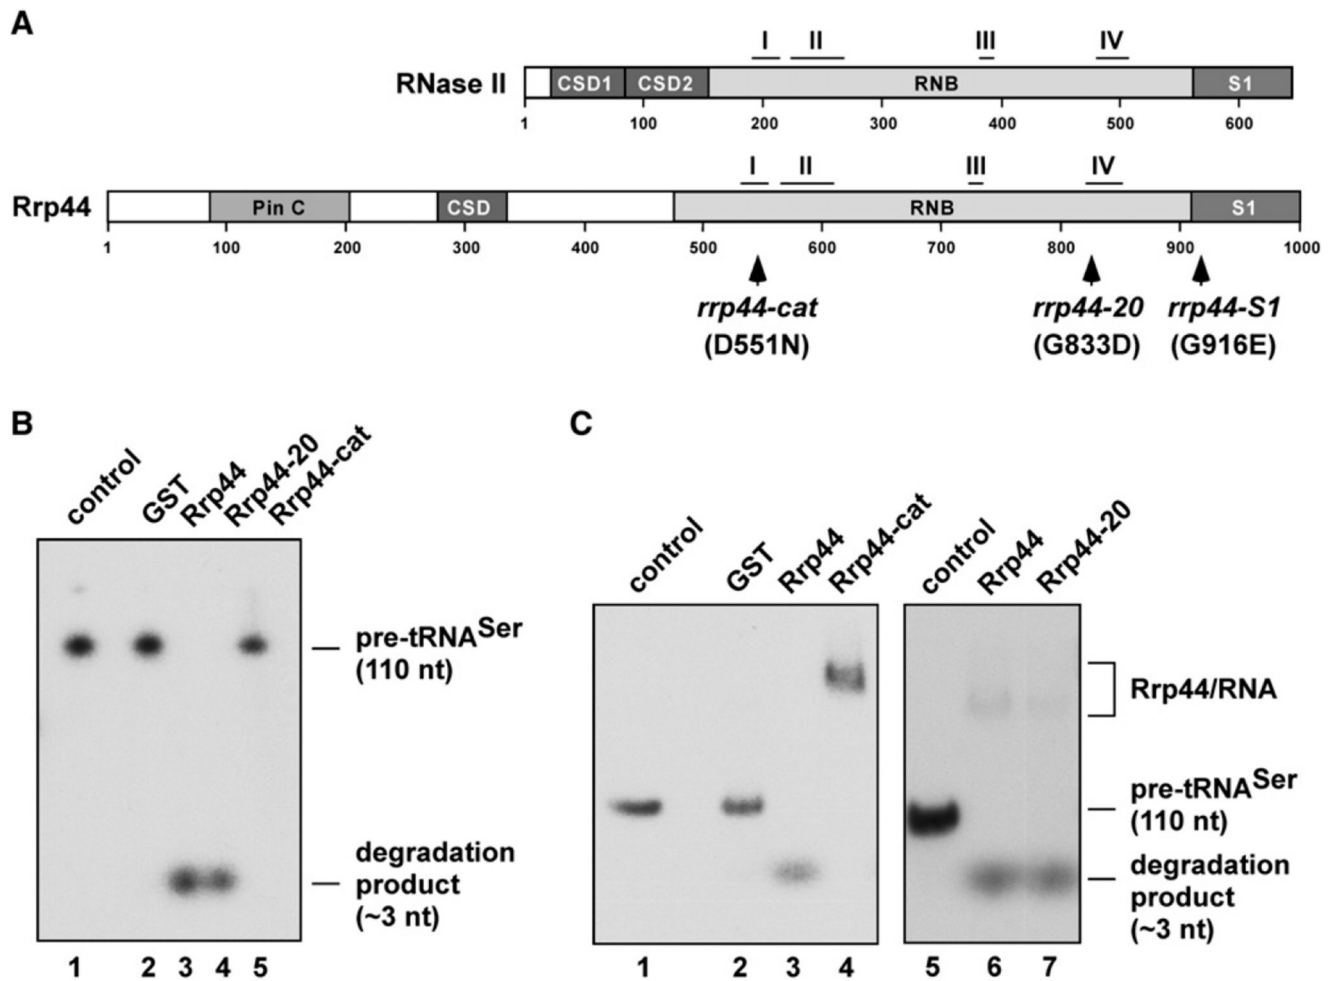 A
I II III IV
RNase II CSD1 CSD2 RNB S1
1 100 200 300 400 500 600
I II III IV
Rrp44 Pin C CSD RNB S1
1 100 200 300 400 500 600 700 800 900 1000
rrp44-cat rrp44-20 rrp44-S1
(D551N) (G833D) (G916E)
B
control GST Rrp44 Rrp44-20 Rrp44-cat
pre-tRNASer
(110 nt)
degradation
product
(~3 nt)
1 2 3 4 5
C
control GST Rrp44 Rrp44-cat
control Rrp44 Rrp44-20
Rrp44/RNA
pre-tRNASer
(110 nt)
degradation
product
(~3 nt)
1 2 3 4 5 6 7